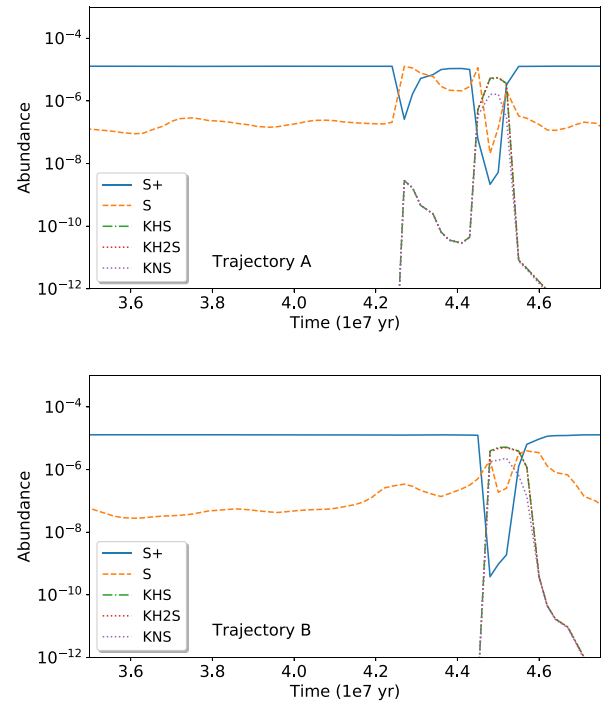 10⁻⁴
10⁻⁶
10⁻⁸
10⁻¹⁰
10⁻¹²
Abundance
S+
S
KHS
KH2S
KNS
Trajectory A
3.6 3.8 4.0 4.2 4.4 4.6
Time (1e7 yr)
10⁻⁴
10⁻⁶
10⁻⁸
10⁻¹⁰
10⁻¹²
Abundance
S+
S
KHS
KH2S
KNS
Trajectory B
3.6 3.8 4.0 4.2 4.4 4.6
Time (1e7 yr)